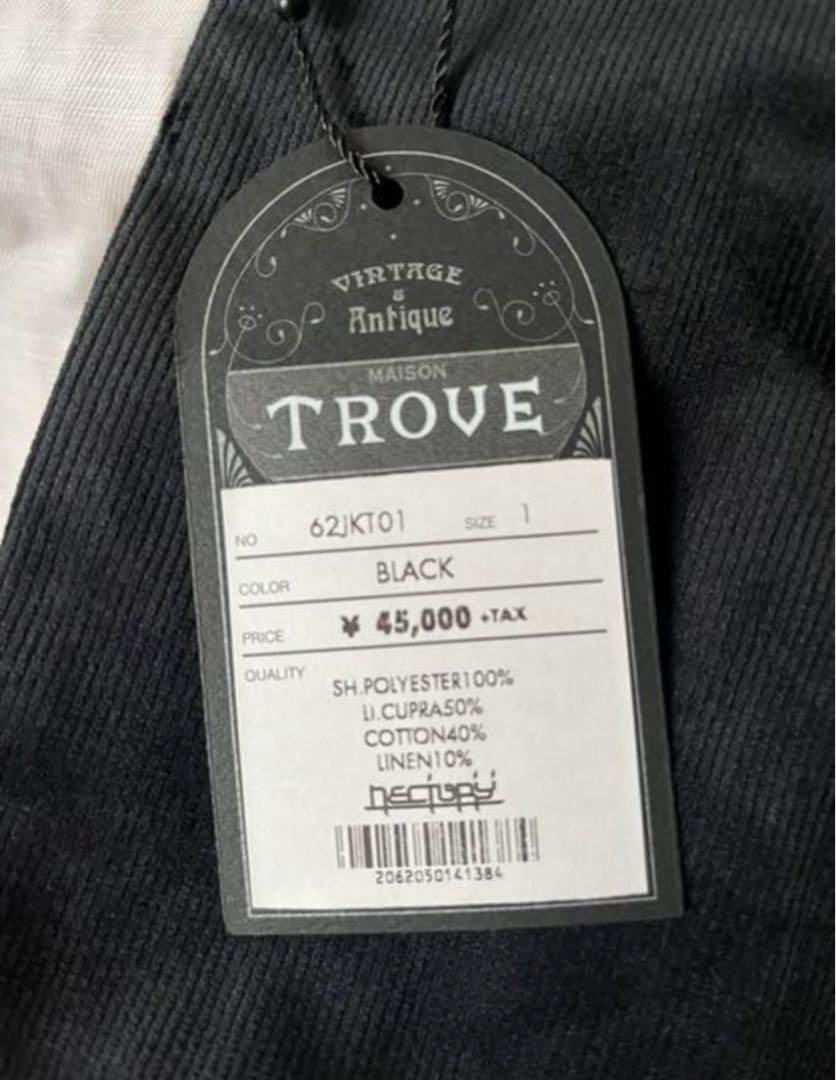 VINTAGE
&
Antique
MAISON
TROVE
NO 62JKT01 SIZE 1
COLOR BLACK
PRICE ¥ 45,000 +TAX
QUALITY
SH.POLYESTER100%
LI.CUPRA50%
COTTON40%
LINEN10%
2062050141384